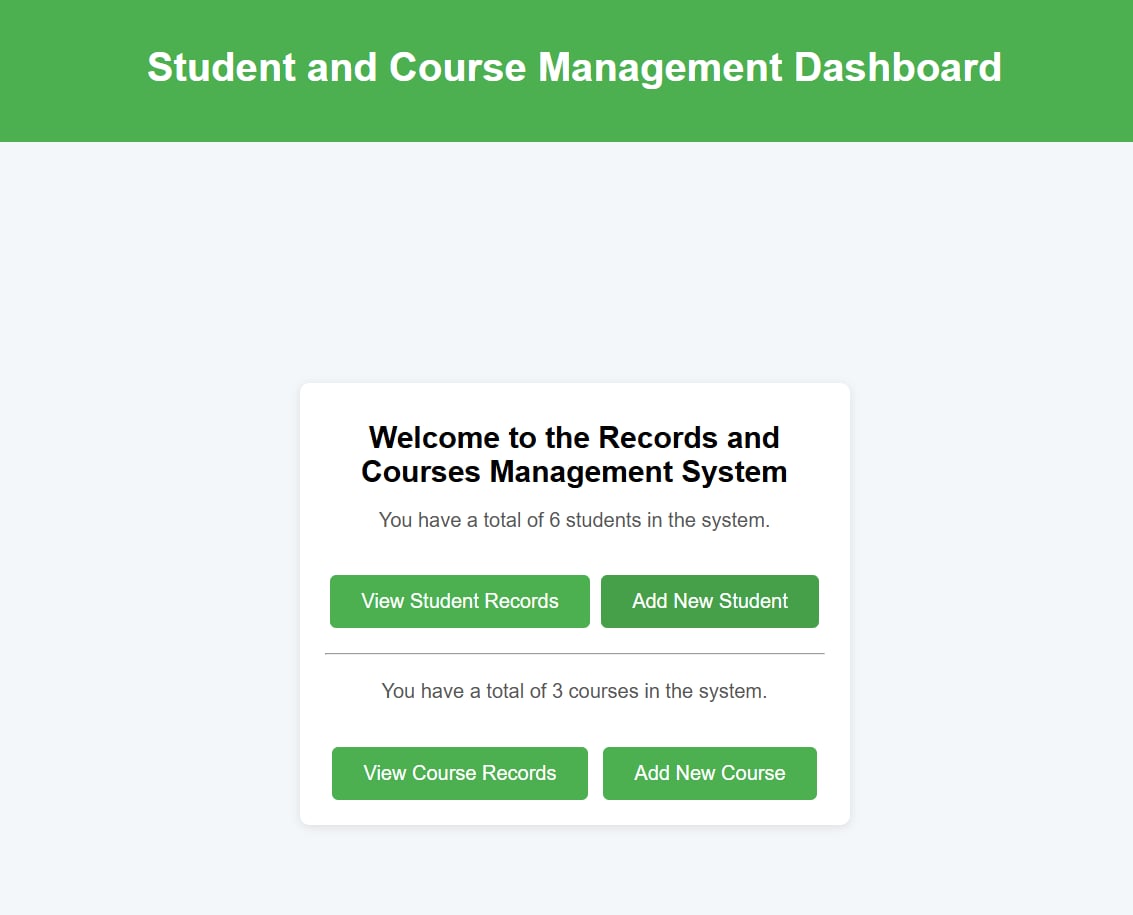 Student and Course Management Dashboard
Welcome to the Records and
Courses Management System
You have a total of 6 students in the system.
View Student Records
Add New Student
You have a total of 3 courses in the system.
View Course Records
Add New Course